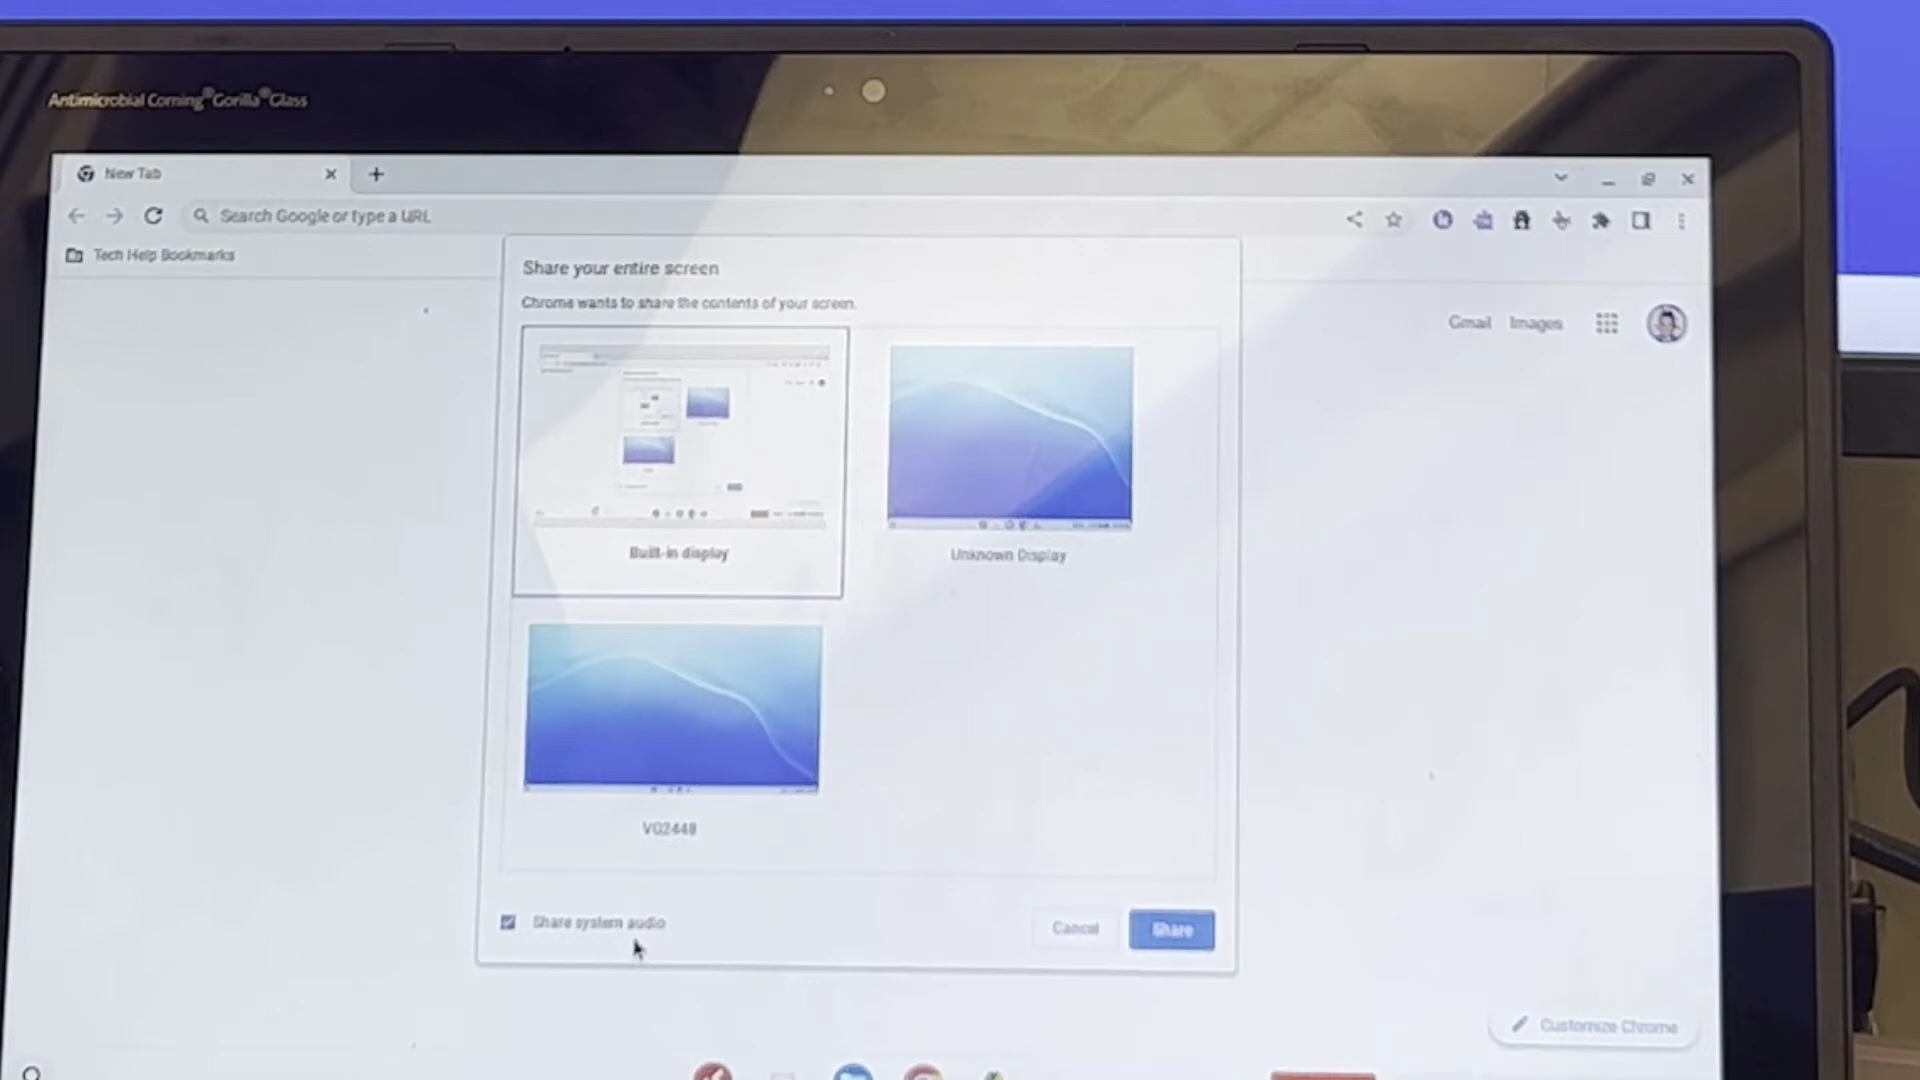 Antimicrobial Corning® Gorilla® Glass
New Tab
Search Google or type a URL
Tech Help Bookmarks
Share your entire screen
Chrome wants to share the contents of your screen.
Gmail Images
Built-in display
Unknown Display
VG2448
Share system audio
Cancel
Share
Customize Chrome